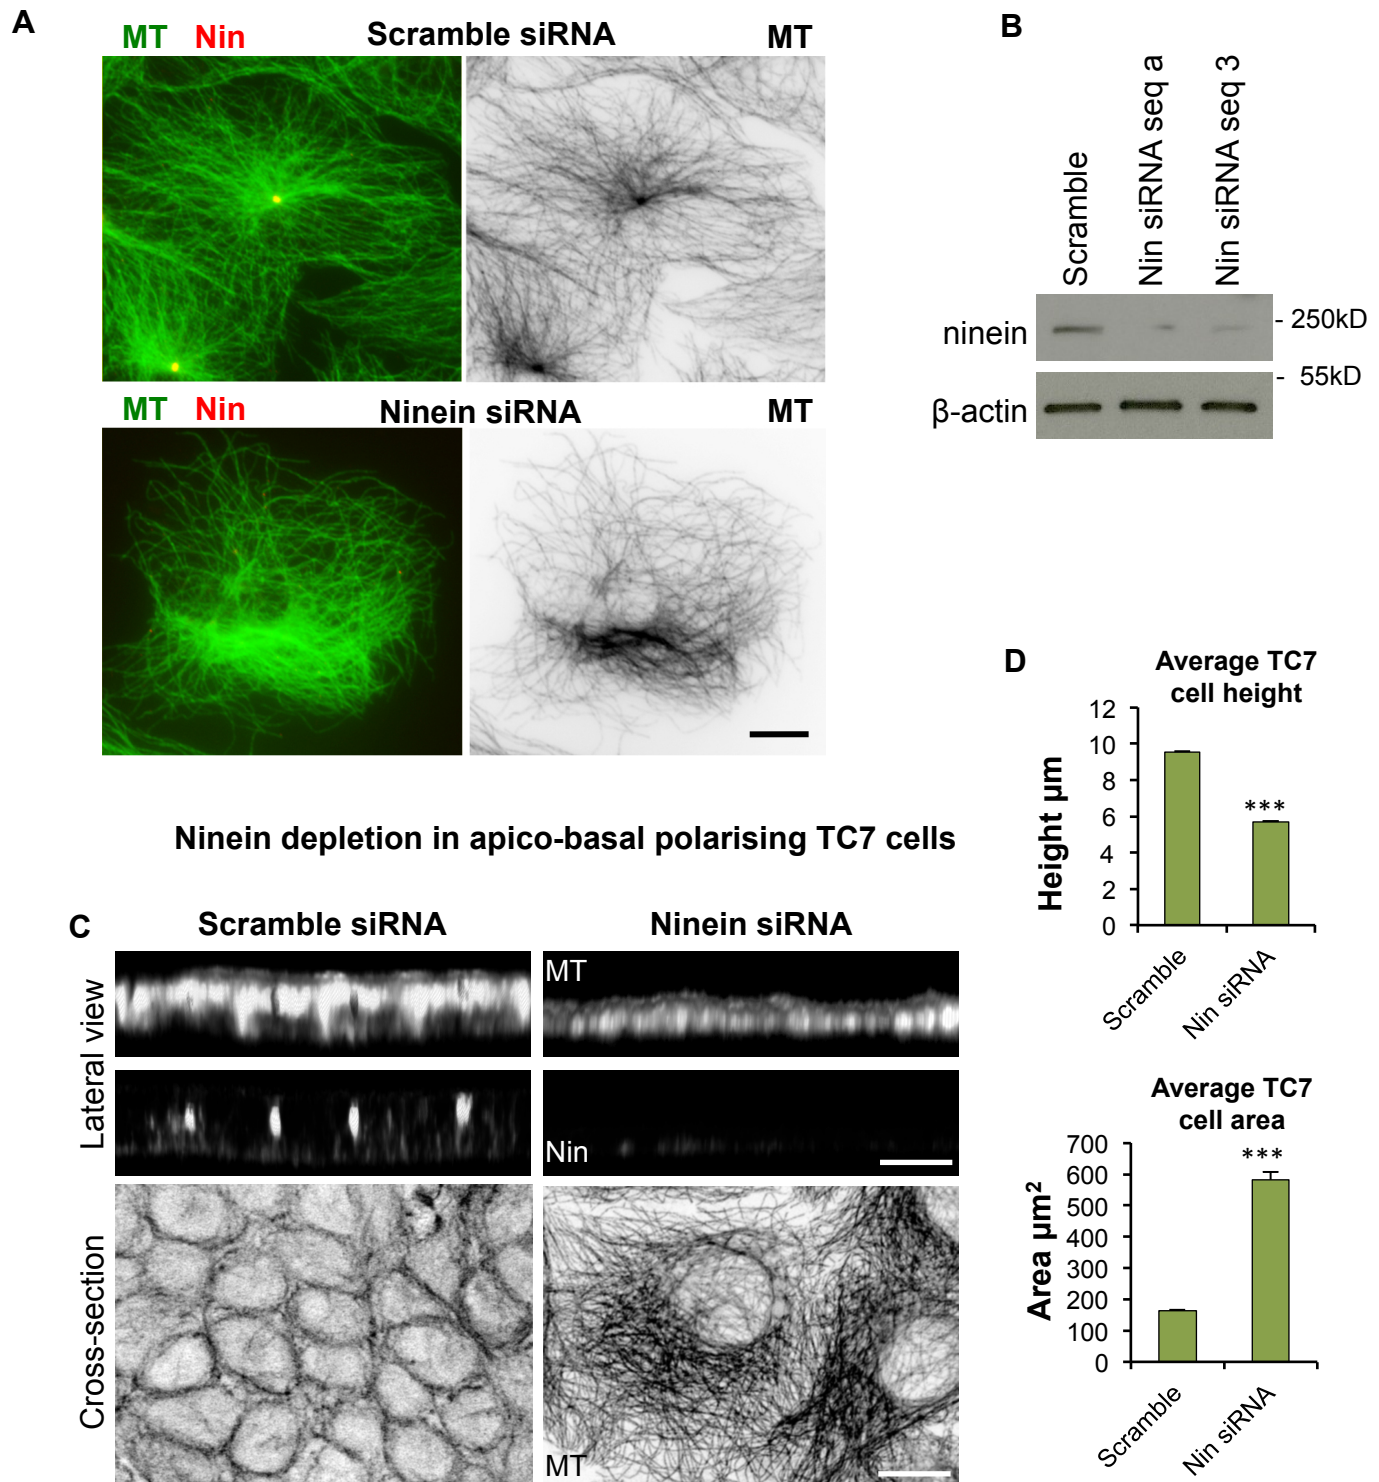 A
MT Nin Scramble siRNA MT
MT Nin Ninein siRNA MT
B
Scramble
Nin siRNA seq a
Nin siRNA seq 3
ninein
- 250kD
- 55kD
β-actin
Ninein depletion in apico-basal polarising TC7 cells
C
Scramble siRNA Ninein siRNA
Lateral view
MT
Nin
Cross-section
MT
D
Average TC7
cell height
Height µm
12
10
8
6
4
2
0
***
Scramble
Nin siRNA
Average TC7
cell area
Area µm²
700
600
500
400
300
200
100
0
***
Scramble
Nin siRNA